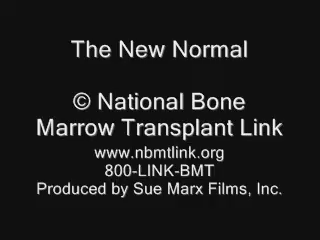 The New Normal
© National Bone
Marrow Transplant Link
www.nbmtlink.org
800-LINK-BMT
Produced by Sue Marx Films, Inc.